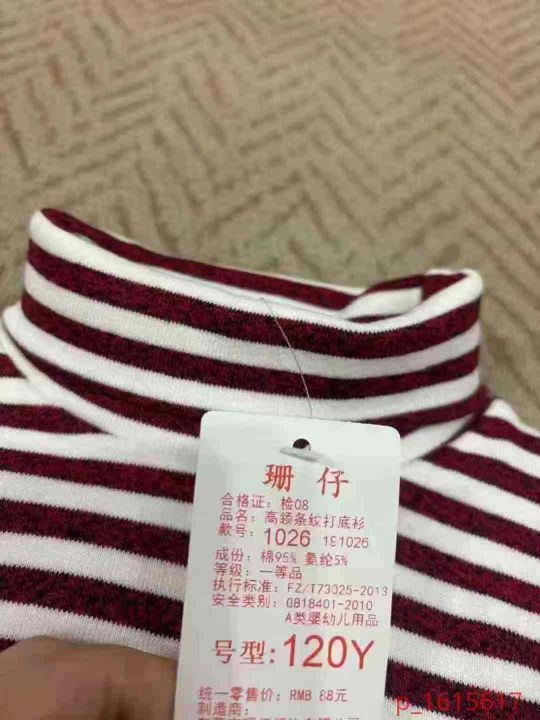 珊仔
合格证：检08
品名：高领条纹打底衫
款号：1026 191026
成份：棉95% 氨纶5%
等级：一等品
执行标准：FZ/T73025-2013
安全类别：GB18401-2010
A类婴幼儿用品
号型：120Y
统一零售价：RMB 88元
制造商：
p_1615617